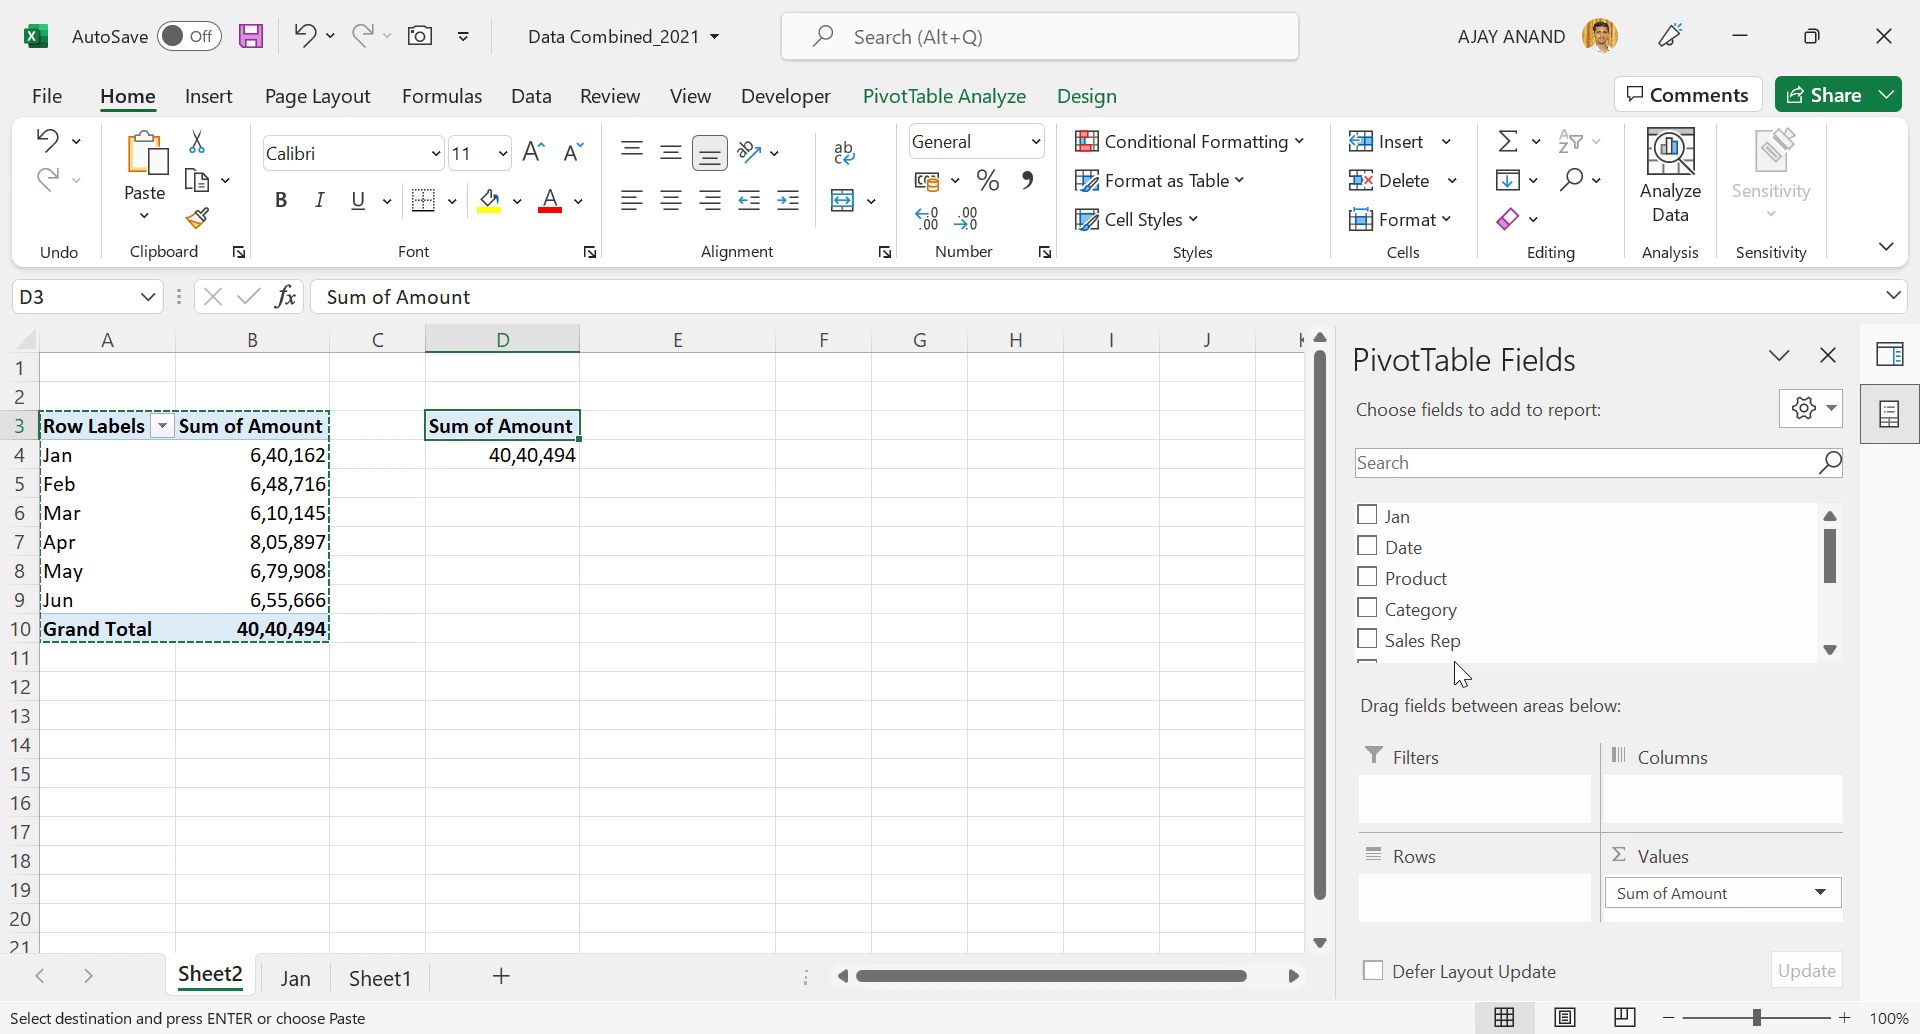 AutoSave Off Data Combined_2021 Search (Alt+Q) AJAY ANAND
File Home Insert Page Layout Formulas Data Review View Developer PivotTable Analyze Design Comments Share
Paste
Calibri 11
B I U
General
Conditional Formatting
Format as Table
Cell Styles
Insert
Delete
Format
Analyze Data
Sensitivity
Undo Clipboard Font Alignment Number Styles Cells Editing Analysis Sensitivity
D3 fx Sum of Amount
A B C D E F G H I J
1
2
3 Row Labels Sum of Amount Sum of Amount
4 Jan 6,40,162 40,40,494
5 Feb 6,48,716
6 Mar 6,10,145
7 Apr 8,05,897
8 May 6,79,908
9 Jun 6,55,666
10 Grand Total 40,40,494
11
12
13
14
15
16
17
18
19
20
21
PivotTable Fields
Choose fields to add to report:
Search
Jan
Date
Product
Category
Sales Rep
Drag fields between areas below:
Filters Columns
Rows Σ Values
Sum of Amount
Defer Layout Update Update
Sheet2 Jan Sheet1
Select destination and press ENTER or choose Paste 100%